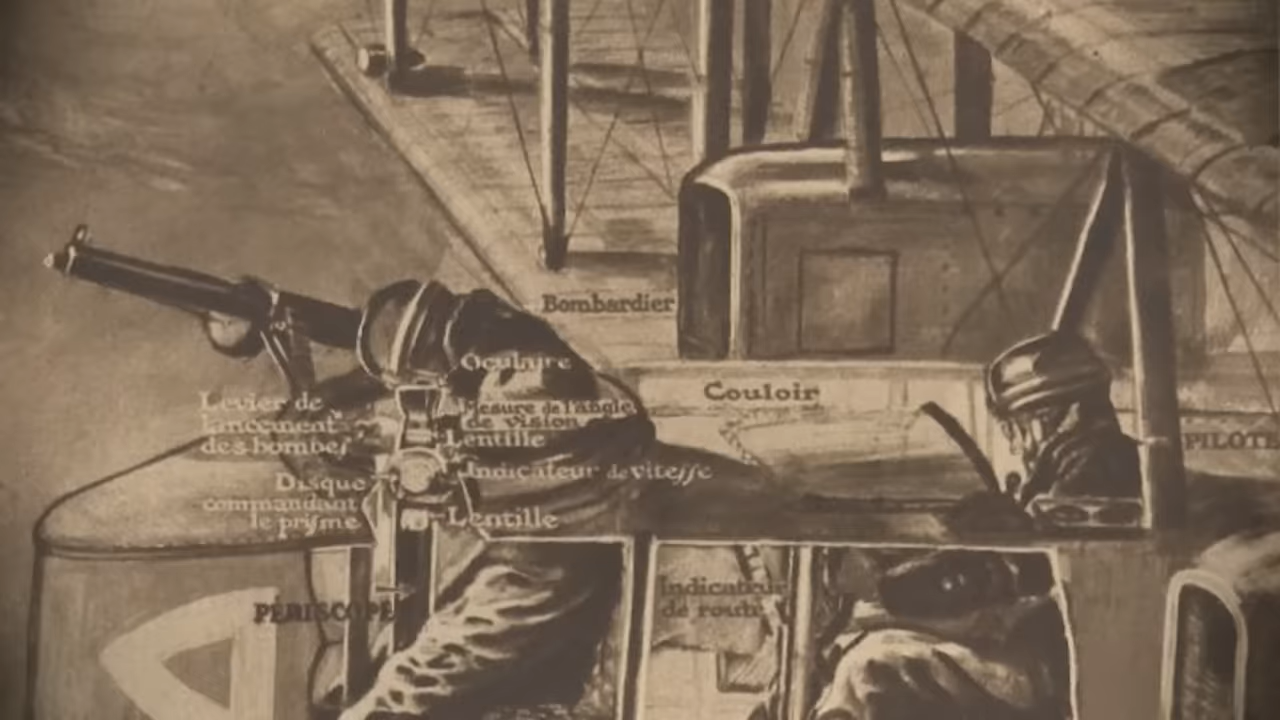 Bombardier
Oculaire
Couloir
Levier de
lancement
des bombes
Mesure de l'angle
de vision
Lentille
PILOTE
Indicateur de vitesse
Disque
commandant
le prisme
Lentille
PÉRISCOPE
Indicateur
de route